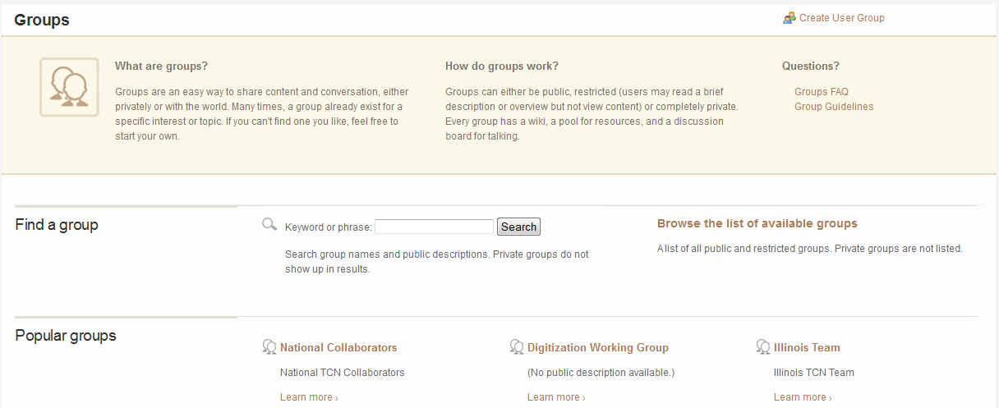 Groups
Create User Group
What are groups?
Groups are an easy way to share content and conversation, either
privately or with the world. Many times, a group already exist for a
specific interest or topic. If you can't find one you like, feel free to
start your own.
How do groups work?
Groups can either be public, restricted (users may read a brief
description or overview but not view content) or completely private.
Every group has a wiki, a pool for resources, and a discussion
board for talking.
Questions?
Groups FAQ
Group Guidelines
Find a group
Keyword or phrase: Search
Search group names and public descriptions. Private groups do not
show up in results.
Browse the list of available groups
A list of all public and restricted groups. Private groups are not listed.
Popular groups
National Collaborators
National TCN Collaborators
Learn more ›
Digitization Working Group
(No public description available.)
Learn more ›
Illinois Team
Illinois TCN Team
Learn more ›